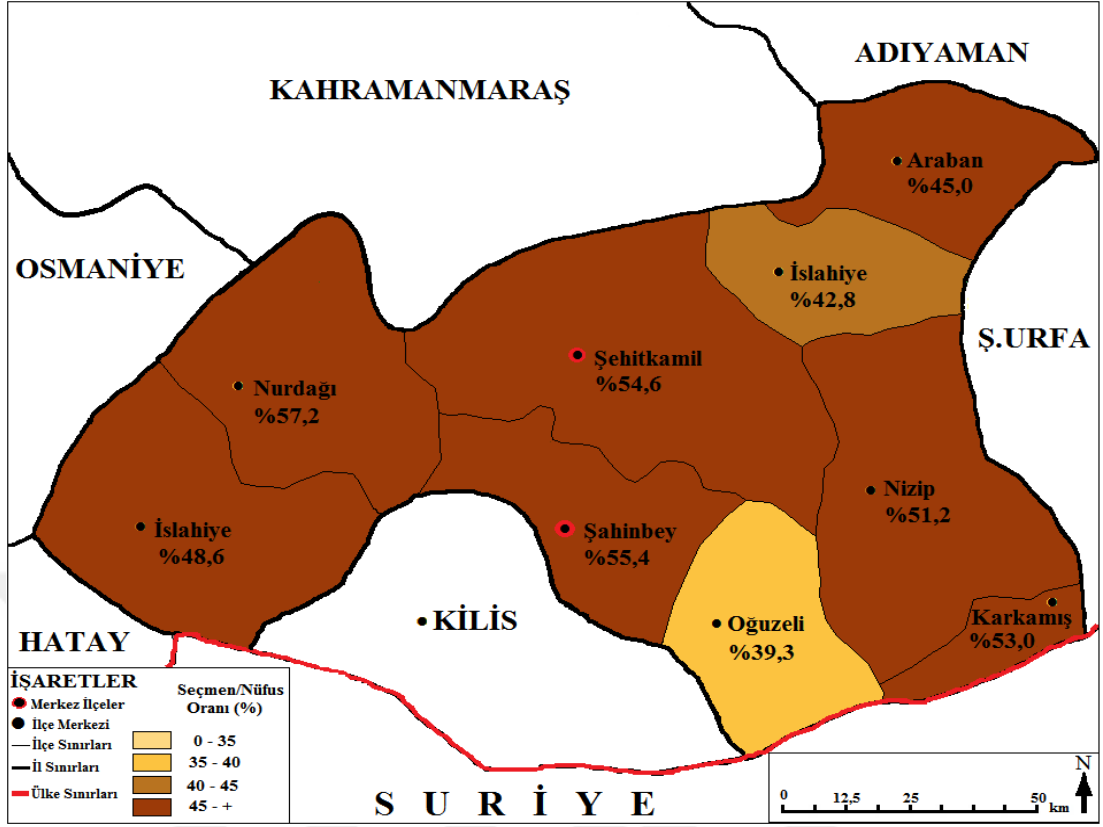 ADIYAMAN
KAHRAMANMARAŞ
Araban
%45,0
OSMANİYE
İslahiye
%42,8
Ş.URFA
Şehitkamil
%54,6
Nurdağı
%57,2
Nizip
%51,2
İslahiye
%48,6
Şahinbey
%55,4
Karkamış
%53,0
KİLİS
Oğuzeli
%39,3
HATAY
İŞARETLER
Merkez İlçeler
İlçe Merkezi
İlçe Sınırları
İl Sınırları
Ülke Sınırları
Seçmen/Nüfus
Oranı (%)
0 - 35
35 - 40
40 - 45
45 - +
SURİYE
N
0 12,5 25 50
km